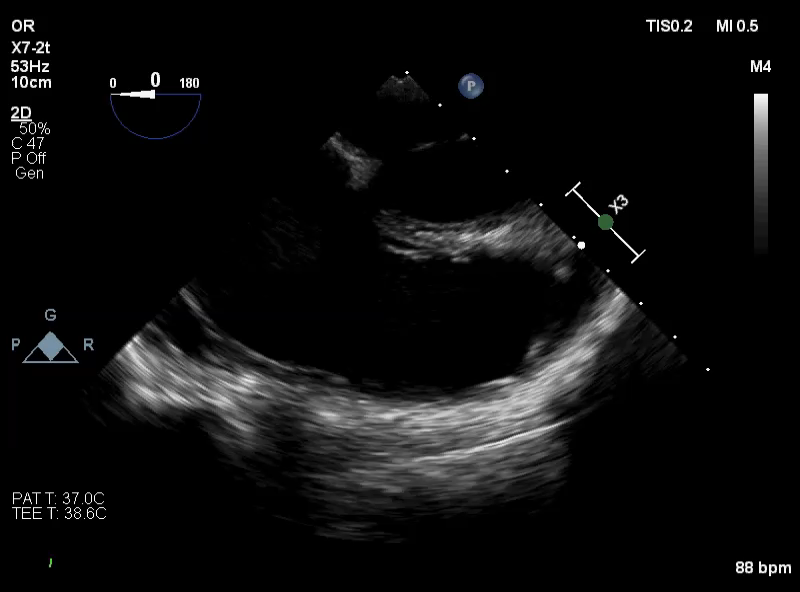 OR
X7-2t
53Hz
10cm
2D
50%
C 47
P Off
Gen
0 0 180
P
TIS0.2 MI 0.5
M4
X3
G
P R
PAT T: 37.0C
TEE T: 38.6C
88 bpm